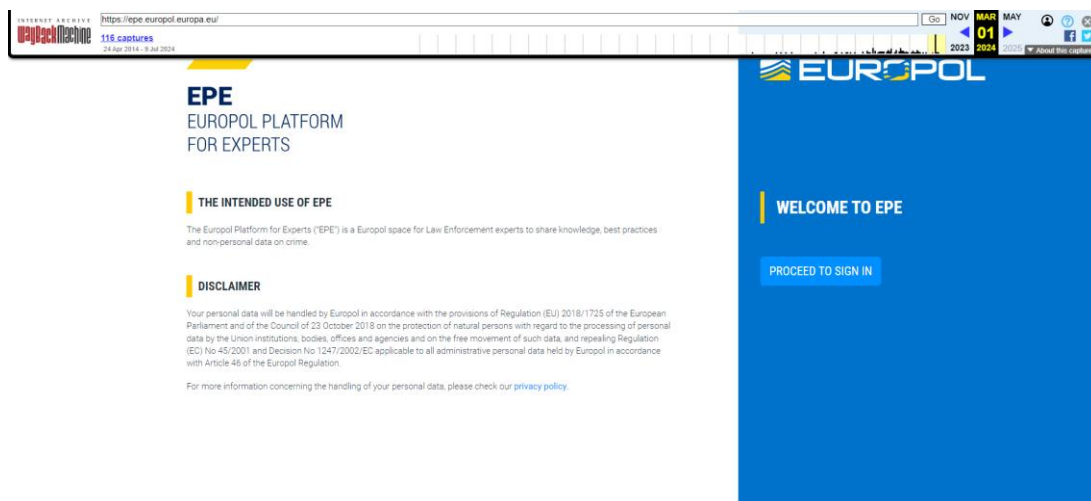 INTERNET ARCHIVE
WayBackMachine
https://epe.europol.europa.eu/
Go
NOV MAR MAY
116 captures
01
24 Apr 2014 - 9 Jul 2024
2023 2024 2025
About this capture
EUROPOL
EPE
EUROPOL PLATFORM
FOR EXPERTS
THE INTENDED USE OF EPE
The Europol Platform for Experts ("EPE") is a Europol space for Law Enforcement experts to share knowledge, best practices
and non-personal data on crime.
DISCLAIMER
Your personal data will be handled by Europol in accordance with the provisions of Regulation (EU) 2018/1725 of the European
Parliament and of the Council of 23 October 2018 on the protection of natural persons with regard to the processing of personal
data by the Union institutions, bodies, offices and agencies and on the free movement of such data, and repealing Regulation
(EC) No 45/2001 and Decision No 1247/2002/EC applicable to all administrative personal data held by Europol in accordance
with Article 46 of the Europol Regulation.
For more information concerning the handling of your personal data, please check our privacy policy.
WELCOME TO EPE
PROCEED TO SIGN IN